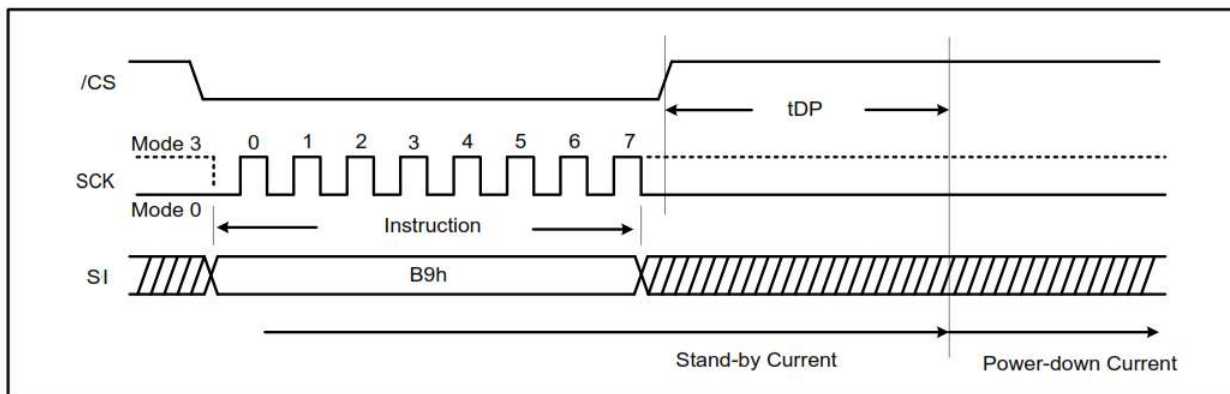 /CS
tDP
Mode 3
0 1 2 3 4 5 6 7
SCK
Mode 0
Instruction
SI
B9h
Stand-by Current
Power-down Current